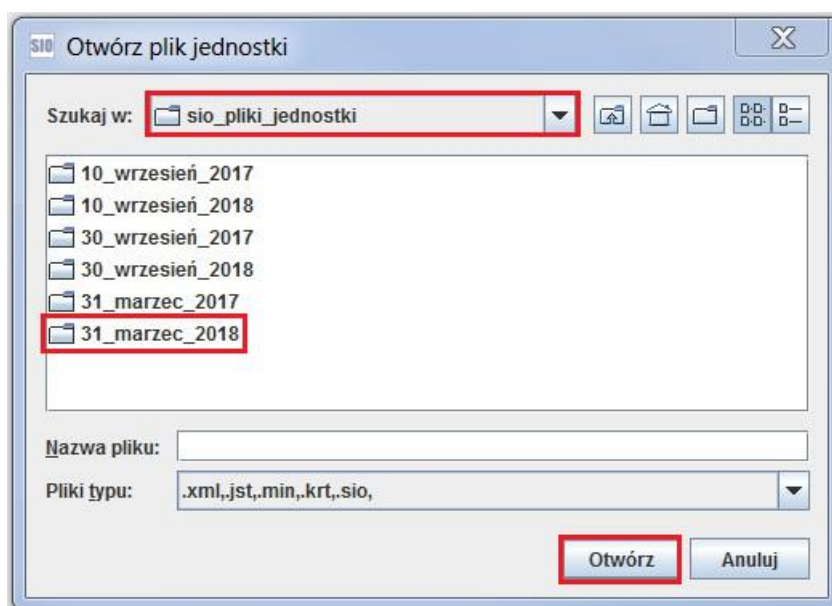 SIO Otwórz plik jednostki
Szukaj w: sio_pliki_jednostki
10_wrzesień_2017
10_wrzesień_2018
30_wrzesień_2017
30_wrzesień_2018
31_marzec_2017
31_marzec_2018
Nazwa pliku:
Pliki typu: .xml,.jst,.min,.krt,.sio,
Otwórz Anuluj